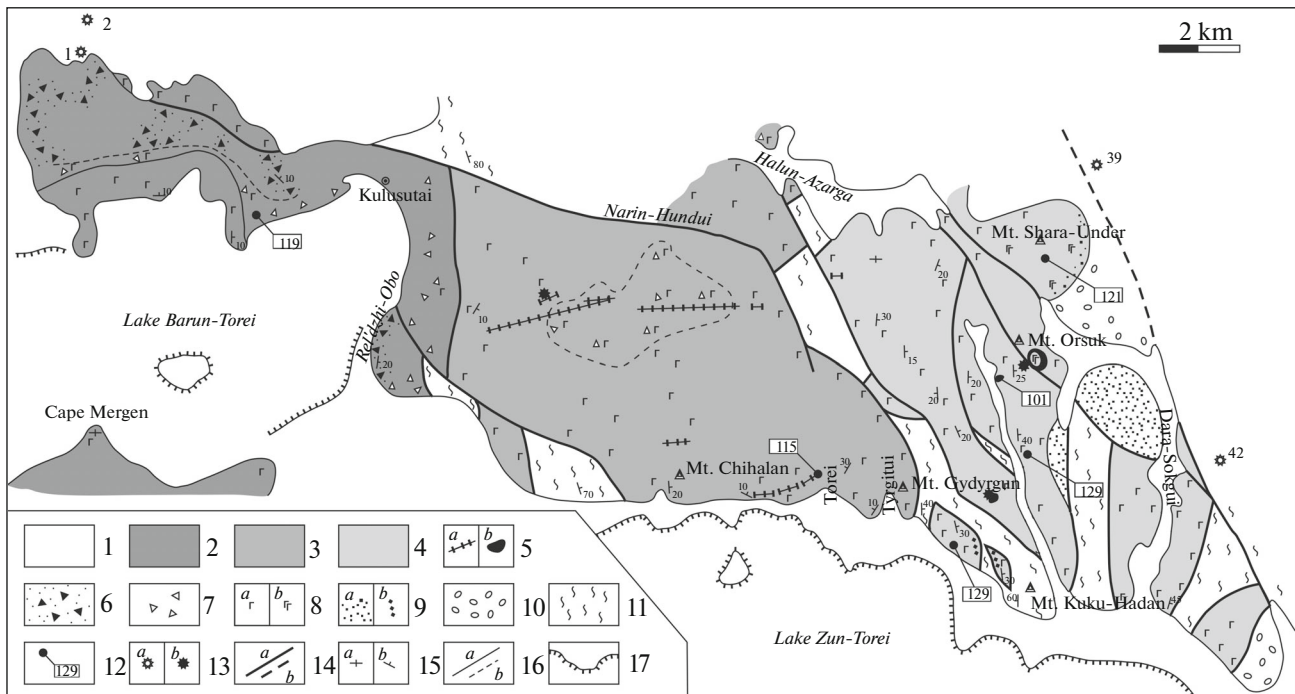 2
2 km
1
39
80
Halun-Azarga
10
10
Kulusutai
Narin-Hundui
Mt. Shara-Under
20
119
10
121
Lake Barun-Torei
10
30
Mt. Orsuk
20
15
25
20
20
101
Cape Mergen
20
40
115
30
Dara-Sokgui
42
Mt. Chihalan
Torei
Tyrgitui
Mt. Gydyrgun
129
70
20
10
10
40
30
129
30
60
Mt. Kuku-Hadan
45
Lake Zun-Torei
1
2
3
4
a
b
5
6
7
a
b
8
a
b
9
10
11
129
12
a
b
13
a
b
14
a
b
15
a
b
16
17